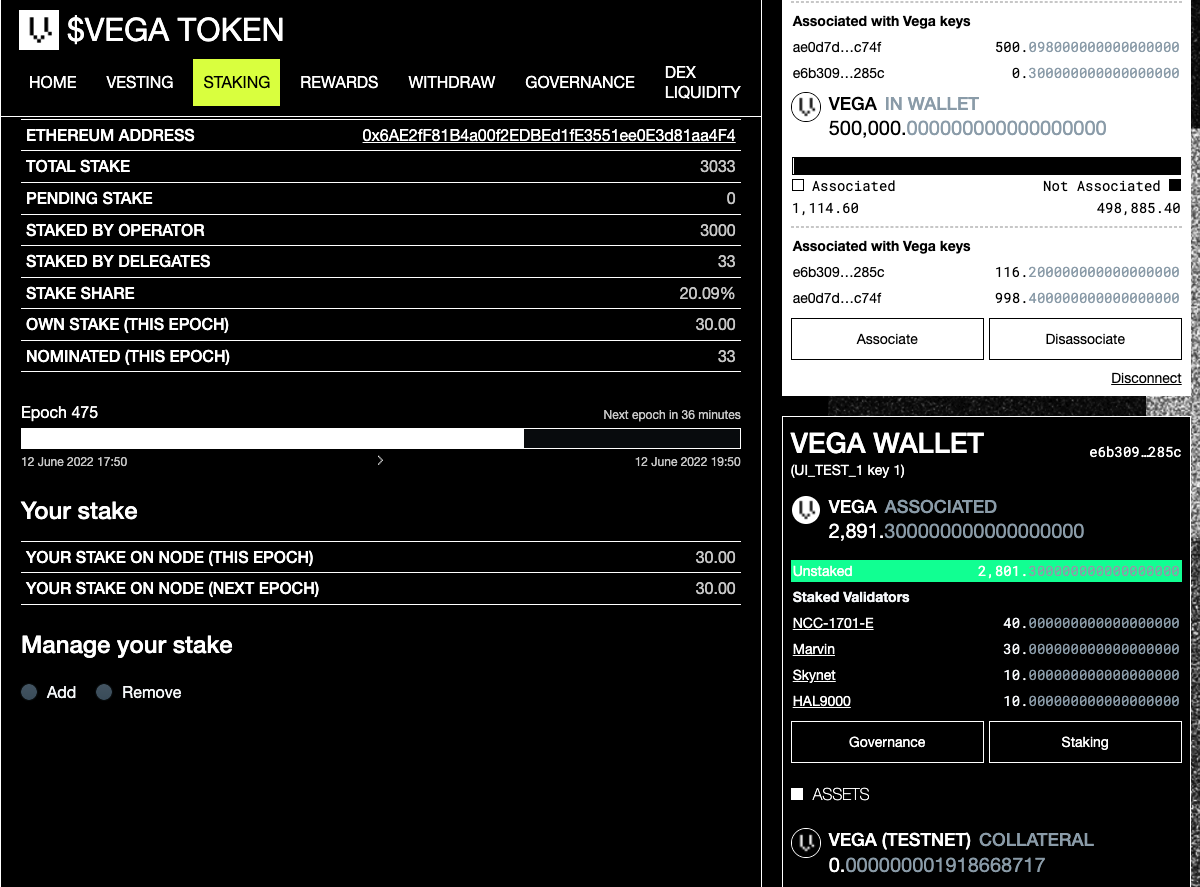 $VEGA TOKEN
HOME VESTING STAKING REWARDS WITHDRAW GOVERNANCE DEX LIQUIDITY
ETHEREUM ADDRESS 0x6AE2fF81B4a00f2EDBEd1fE3551ee0E3d81aa4F4
TOTAL STAKE 3033
PENDING STAKE 0
STAKED BY OPERATOR 3000
STAKED BY DELEGATES 33
STAKE SHARE 20.09%
OWN STAKE (THIS EPOCH) 30.00
NOMINATED (THIS EPOCH) 33
Epoch 475 Next epoch in 36 minutes
12 June 2022 17:50 > 12 June 2022 19:50
Your stake
YOUR STAKE ON NODE (THIS EPOCH) 30.00
YOUR STAKE ON NODE (NEXT EPOCH) 30.00
Manage your stake
Add Remove
Associated with Vega keys
ae0d7d…c74f 500.098000000000000000
e6b309…285c 0.300000000000000000
VEGA IN WALLET
500,000.000000000000000000
Associated Not Associated
1,114.60 498,885.40
Associated with Vega keys
e6b309…285c 116.200000000000000000
ae0d7d…c74f 998.400000000000000000
Associate Disassociate
Disconnect
VEGA WALLET e6b309…285c
(UI_TEST_1 key 1)
VEGA ASSOCIATED
2,891.300000000000000000
Unstaked 2,801.300000000000000000
Staked Validators
NCC-1701-E 40.000000000000000000
Marvin 30.000000000000000000
Skynet 10.000000000000000000
HAL9000 10.000000000000000000
Governance Staking
ASSETS
VEGA (TESTNET) COLLATERAL
0.000000001918668717